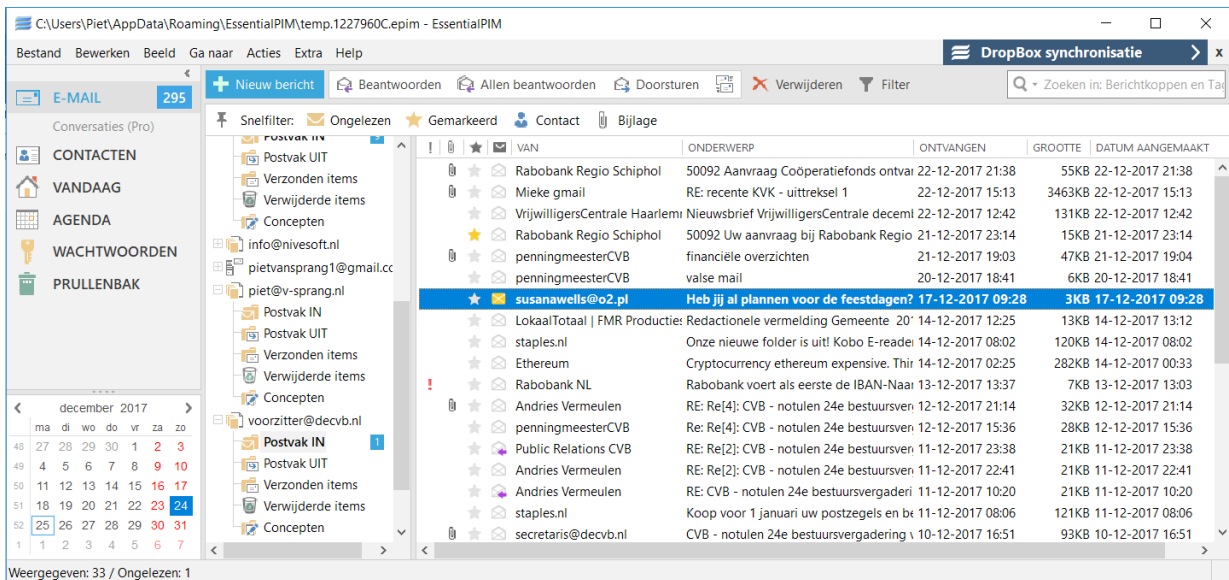 C:\Users\Piet\AppData\Roaming\EssentialPIM\temp.1227960C.epim - EssentialPIM
Bestand Bewerken Beeld Ga naar Acties Extra Help
DropBox synchronisatie x
E-MAIL 295
Conversaties (Pro)
CONTACTEN
VANDAAG
AGENDA
WACHTWOORDEN
PRULLENBAK
december 2017
ma di wo do vr za zo
48 27 28 29 30 1 2 3
49 4 5 6 7 8 9 10
50 11 12 13 14 15 16 17
51 18 19 20 21 22 23 24
52 25 26 27 28 29 30 31
1 1 2 3 4 5 6 7
Nieuw bericht Beantwoorden Allen beantwoorden Doorsturen Verwijderen Filter Zoeken in: Berichtkoppen en Tag
Snelfilter: Ongelezen Gemarkeerd Contact Bijlage
Postvak IN
Postvak UIT
Verzonden items
Verwijderde items
Concepten
info@nivesoft.nl
pietvansprang1@gmail.cc
piet@v-sprang.nl
Postvak IN
Postvak UIT
Verzonden items
Verwijderde items
Concepten
voorzitter@decvb.nl
Postvak IN 1
Postvak UIT
Verzonden items
Verwijderde items
Concepten
! VAN ONDERWERP ONTVANGEN GROOTTE DATUM AANGEMAAKT
Rabobank Regio Schiphol 50092 Aanvraag Coöperatiefonds ontvar 22-12-2017 21:38 55KB 22-12-2017 21:38
Mieke gmail RE: recente KVK - uittreksel 1 22-12-2017 15:13 3463KB 22-12-2017 15:13
VrijwilligersCentrale Haarlemr Nieuwsbrief VrijwilligersCentrale decemi 22-12-2017 12:42 131KB 22-12-2017 12:42
Rabobank Regio Schiphol 50092 Uw aanvraag bij Rabobank Regio 21-12-2017 23:14 15KB 21-12-2017 23:14
penningmeesterCVB financiële overzichten 21-12-2017 19:03 47KB 21-12-2017 19:04
penningmeesterCVB valse mail 20-12-2017 18:41 6KB 20-12-2017 18:41
susanawells@o2.pl Heb jij al plannen voor de feestdagen? 17-12-2017 09:28 3KB 17-12-2017 09:28
LokaalTotaal | FMR Producties Redactionele vermelding Gemeente 20 14-12-2017 12:25 13KB 14-12-2017 13:12
staples.nl Onze nieuwe folder is uit! Kobo E-reader 14-12-2017 08:02 120KB 14-12-2017 08:02
Ethereum Cryptocurrency ethereum expensive. Thir 14-12-2017 02:25 282KB 14-12-2017 00:33
! Rabobank NL Rabobank voert als eerste de IBAN-Naar 13-12-2017 13:37 7KB 13-12-2017 13:03
Andries Vermeulen RE: Re[4]: CVB - notulen 24e bestuursver 12-12-2017 21:14 32KB 12-12-2017 21:14
penningmeesterCVB Re: Re[4]: CVB - notulen 24e bestuursver 12-12-2017 15:36 28KB 12-12-2017 15:36
Public Relations CVB RE: Re[2]: CVB - notulen 24e bestuursver 11-12-2017 23:38 21KB 11-12-2017 23:38
Andries Vermeulen RE: Re[2]: CVB - notulen 24e bestuursver 11-12-2017 22:41 21KB 11-12-2017 22:41
Andries Vermeulen RE: CVB - notulen 24e bestuursvergaderi 11-12-2017 10:20 21KB 11-12-2017 10:20
staples.nl Koop voor 1 januari uw postzegels en be 11-12-2017 08:06 121KB 11-12-2017 08:06
secretaris@decvb.nl CVB - notulen 24e bestuursvergadering v 10-12-2017 16:51 93KB 10-12-2017 16:51
Weergegeven: 33 / Ongelezen: 1